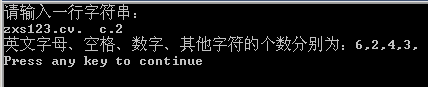 请输入一行字符串：
zxs123.cv.  c.2
英文字母、空格、数字、其他字符的个数分别为：6,2,4,3,
Press any key to continue